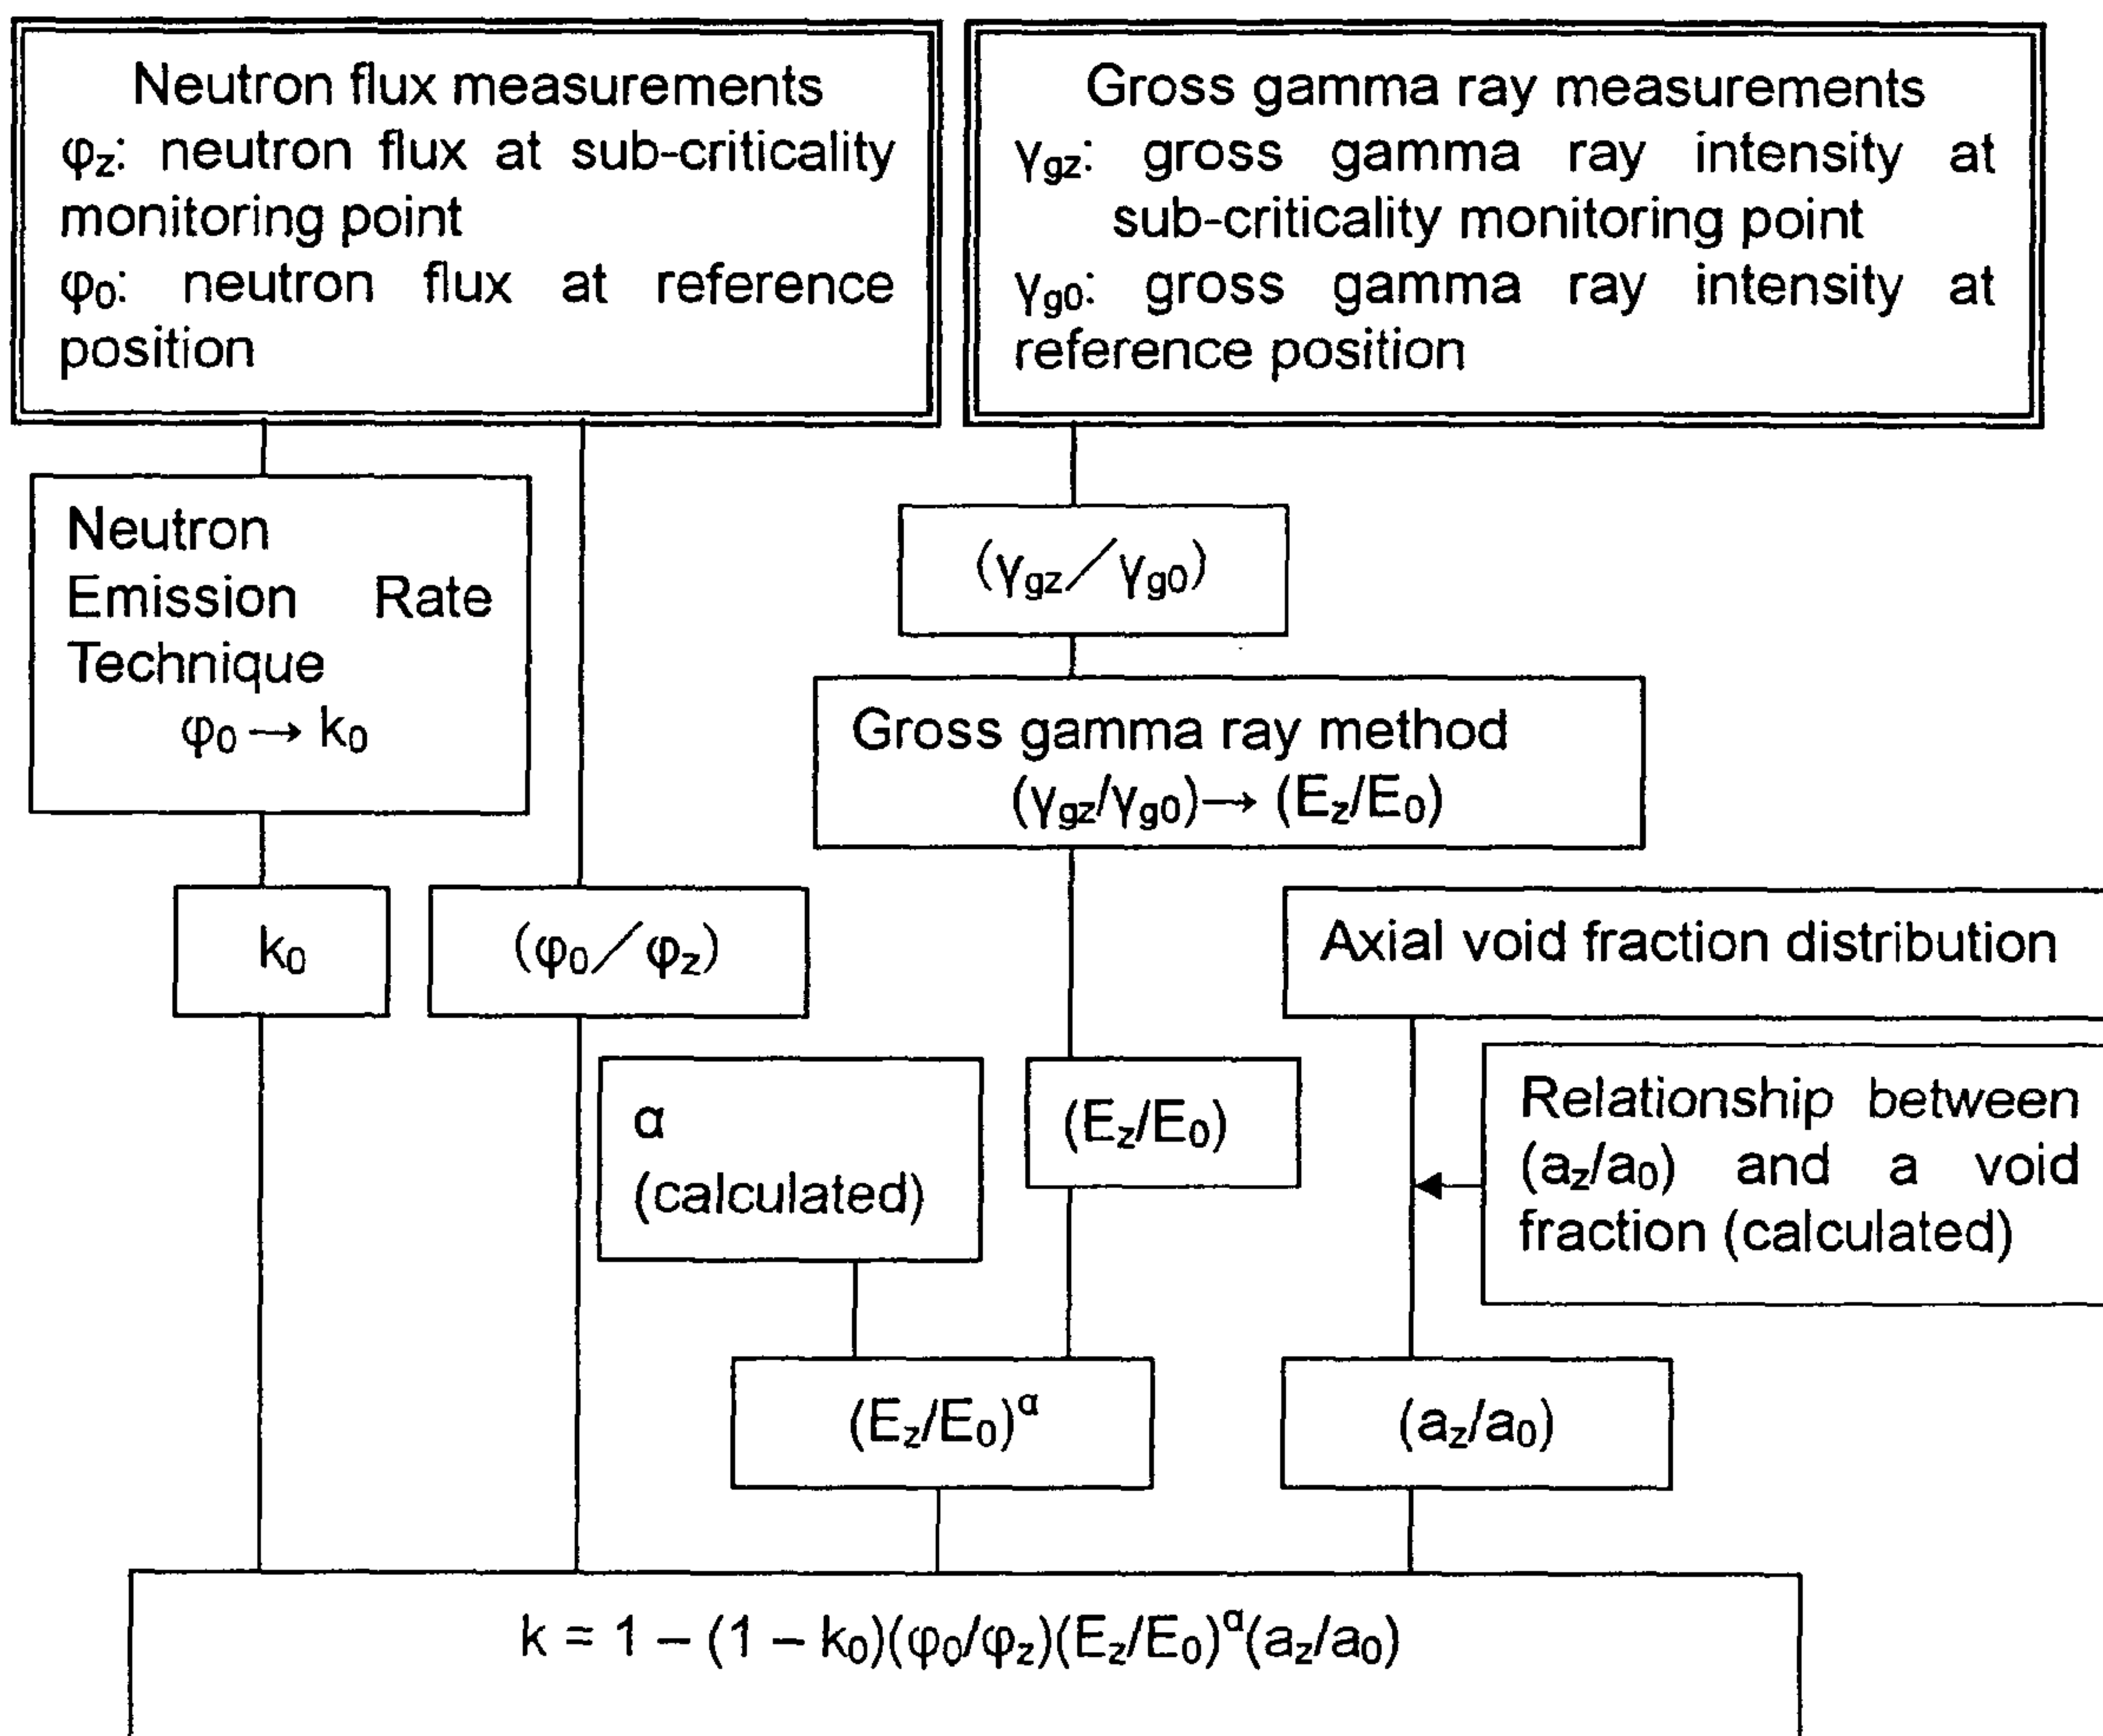 Neutron flux measurements
φz: neutron flux at sub-criticality
monitoring point
φ0: neutron flux at reference
position
Gross gamma ray measurements
γgz: gross gamma ray intensity at
sub-criticality monitoring point
γg0: gross gamma ray intensity at
reference position
Neutron
Emission Rate
Technique
φ0 → k0
(γgz／γg0)
Gross gamma ray method
(γgz/γg0)→ (Ez/E0)
k0
(φ0／φz)
Axial void fraction distribution
α
(calculated)
(Ez/E0)
Relationship between
(az/a0) and a void
fraction (calculated)
(Ez/E0)^α
(az/a0)
k = 1 – (1 – k0)(φ0/φz)(Ez/E0)^α(az/a0)